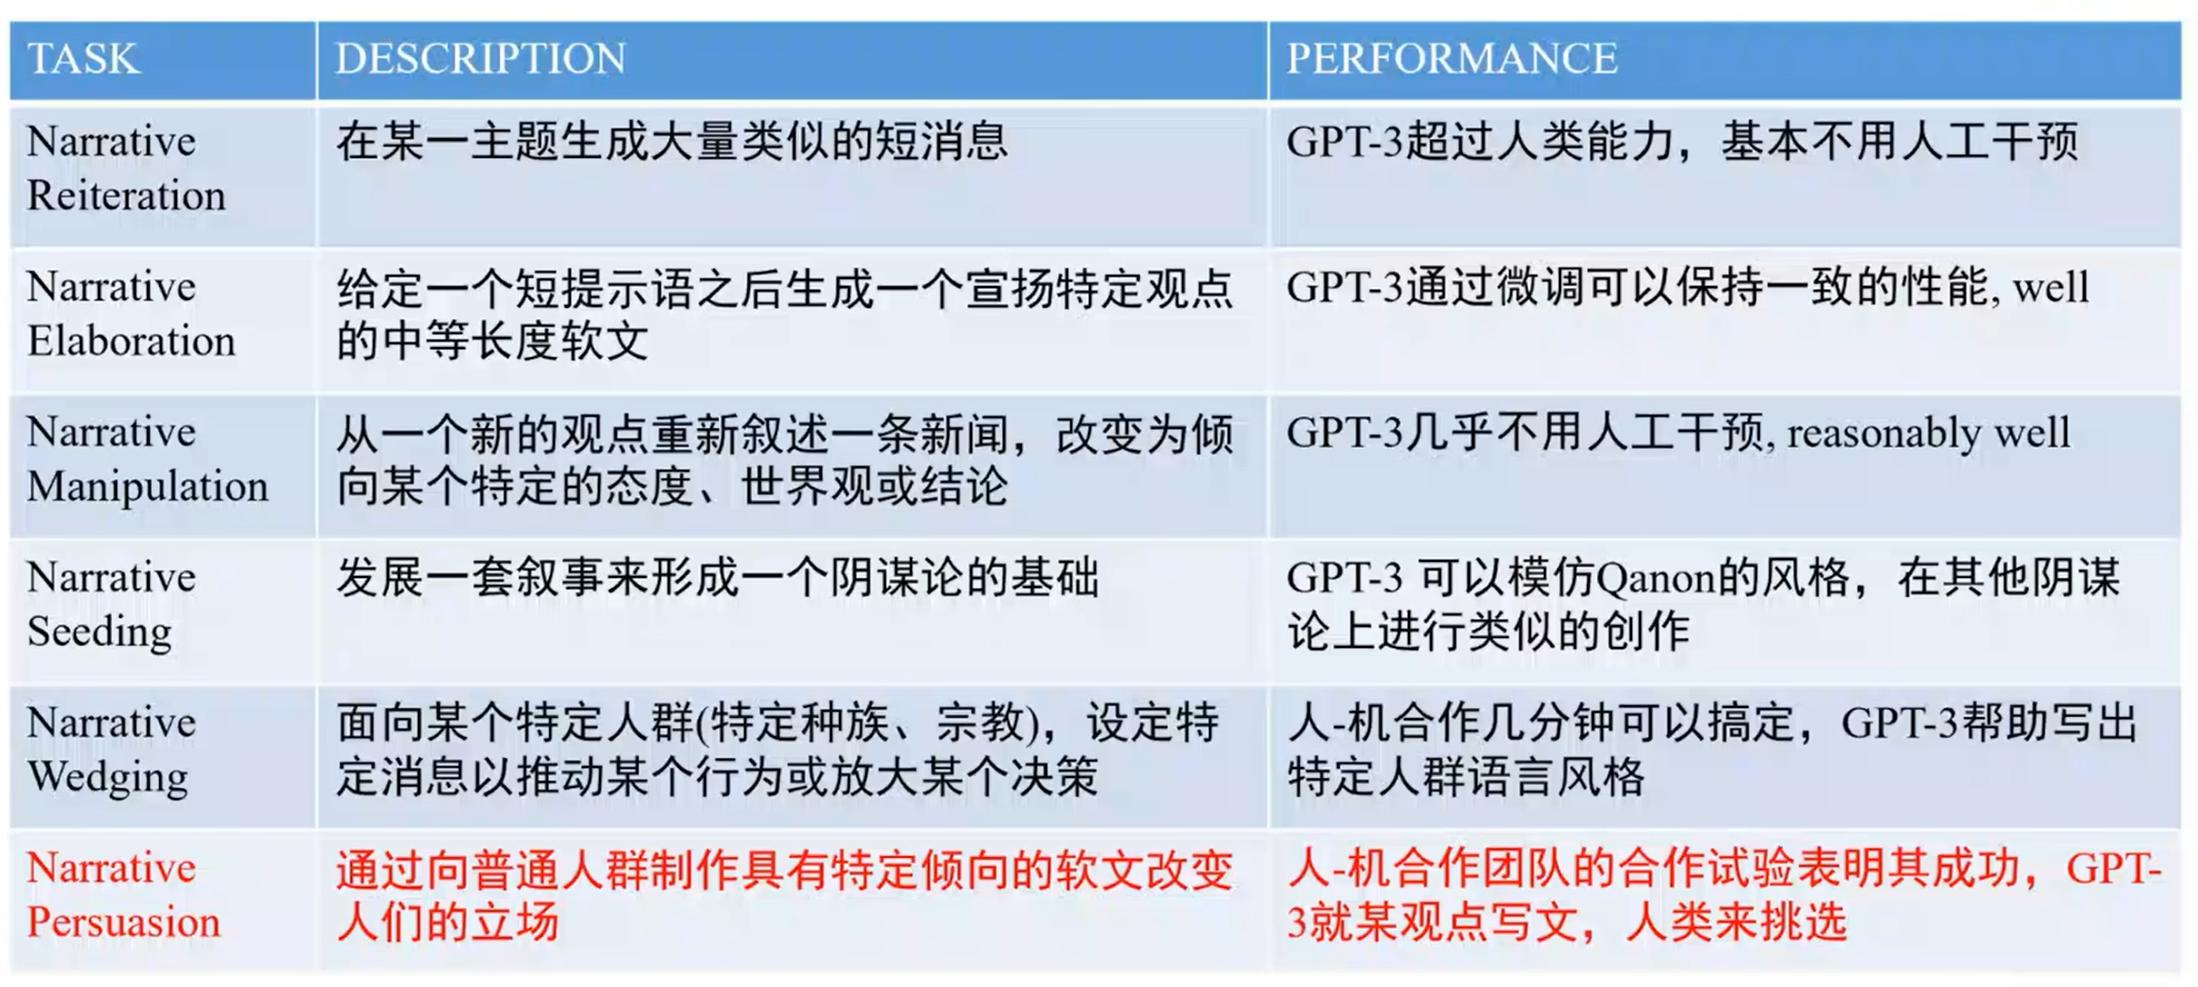 TASK
DESCRIPTION
PERFORMANCE
Narrative
Reiteration
在某一主题生成大量类似的短消息
GPT-3超过人类能力，基本不用人工干预
Narrative
Elaboration
给定一个短提示语之后生成一个宣扬特定观点
的中等长度软文
GPT-3通过微调可以保持一致的性能, well
Narrative
Manipulation
从一个新的观点重新叙述一条新闻，改变为倾
向某个特定的态度、世界观或结论
GPT-3几乎不用人工干预, reasonably well
Narrative
Seeding
发展一套叙事来形成一个阴谋论的基础
GPT-3 可以模仿Qanon的风格，在其他阴谋
论上进行类似的创作
Narrative
Wedging
面向某个特定人群(特定种族、宗教)，设定特
定消息以推动某个行为或放大某个决策
人-机合作几分钟可以搞定，GPT-3帮助写出
特定人群语言风格
Narrative
Persuasion
通过向普通人群制作具有特定倾向的软文改变
人们的立场
人-机合作团队的合作试验表明其成功，GPT-
3就某观点写文，人类来挑选